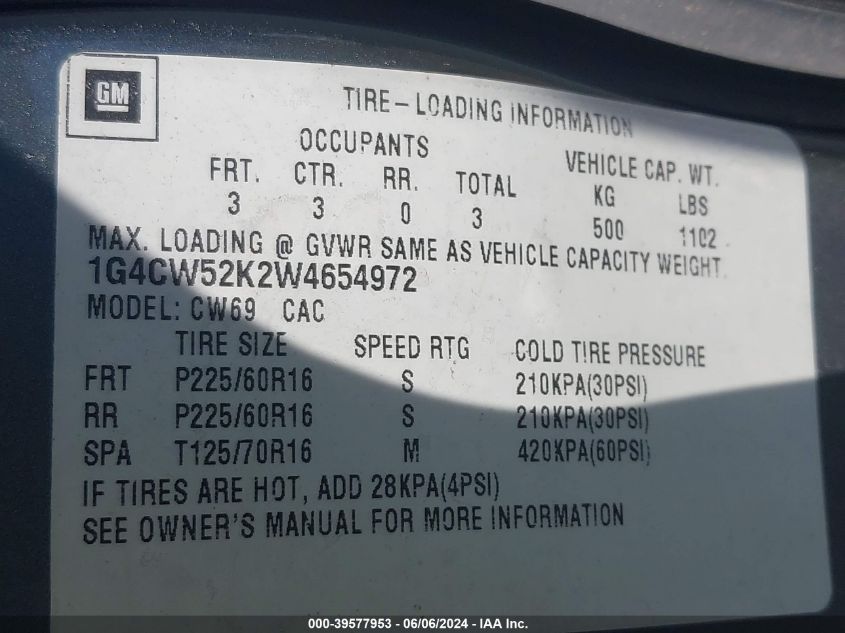 GM
TIRE-LOADING INFORMATION
OCCUPANTS VEHICLE CAP. WT.
FRT. CTR. RR. TOTAL KG LBS
3 3 0 3 500 1102
MAX. LOADING @ GVWR SAME AS VEHICLE CAPACITY WEIGHT.
1G4CW52K2W4654972
MODEL: CW69 CAC
TIRE SIZE SPEED RTG COLD TIRE PRESSURE
FRT P225/60R16 S 210KPA(30PSI)
RR P225/60R16 S 210KPA(30PSI)
SPA T125/70R16 M 420KPA(60PSI)
IF TIRES ARE HOT, ADD 28KPA(4PSI)
SEE OWNER'S MANUAL FOR MORE INFORMATION
000-39577953 - 06/06/2024 - IAA Inc.